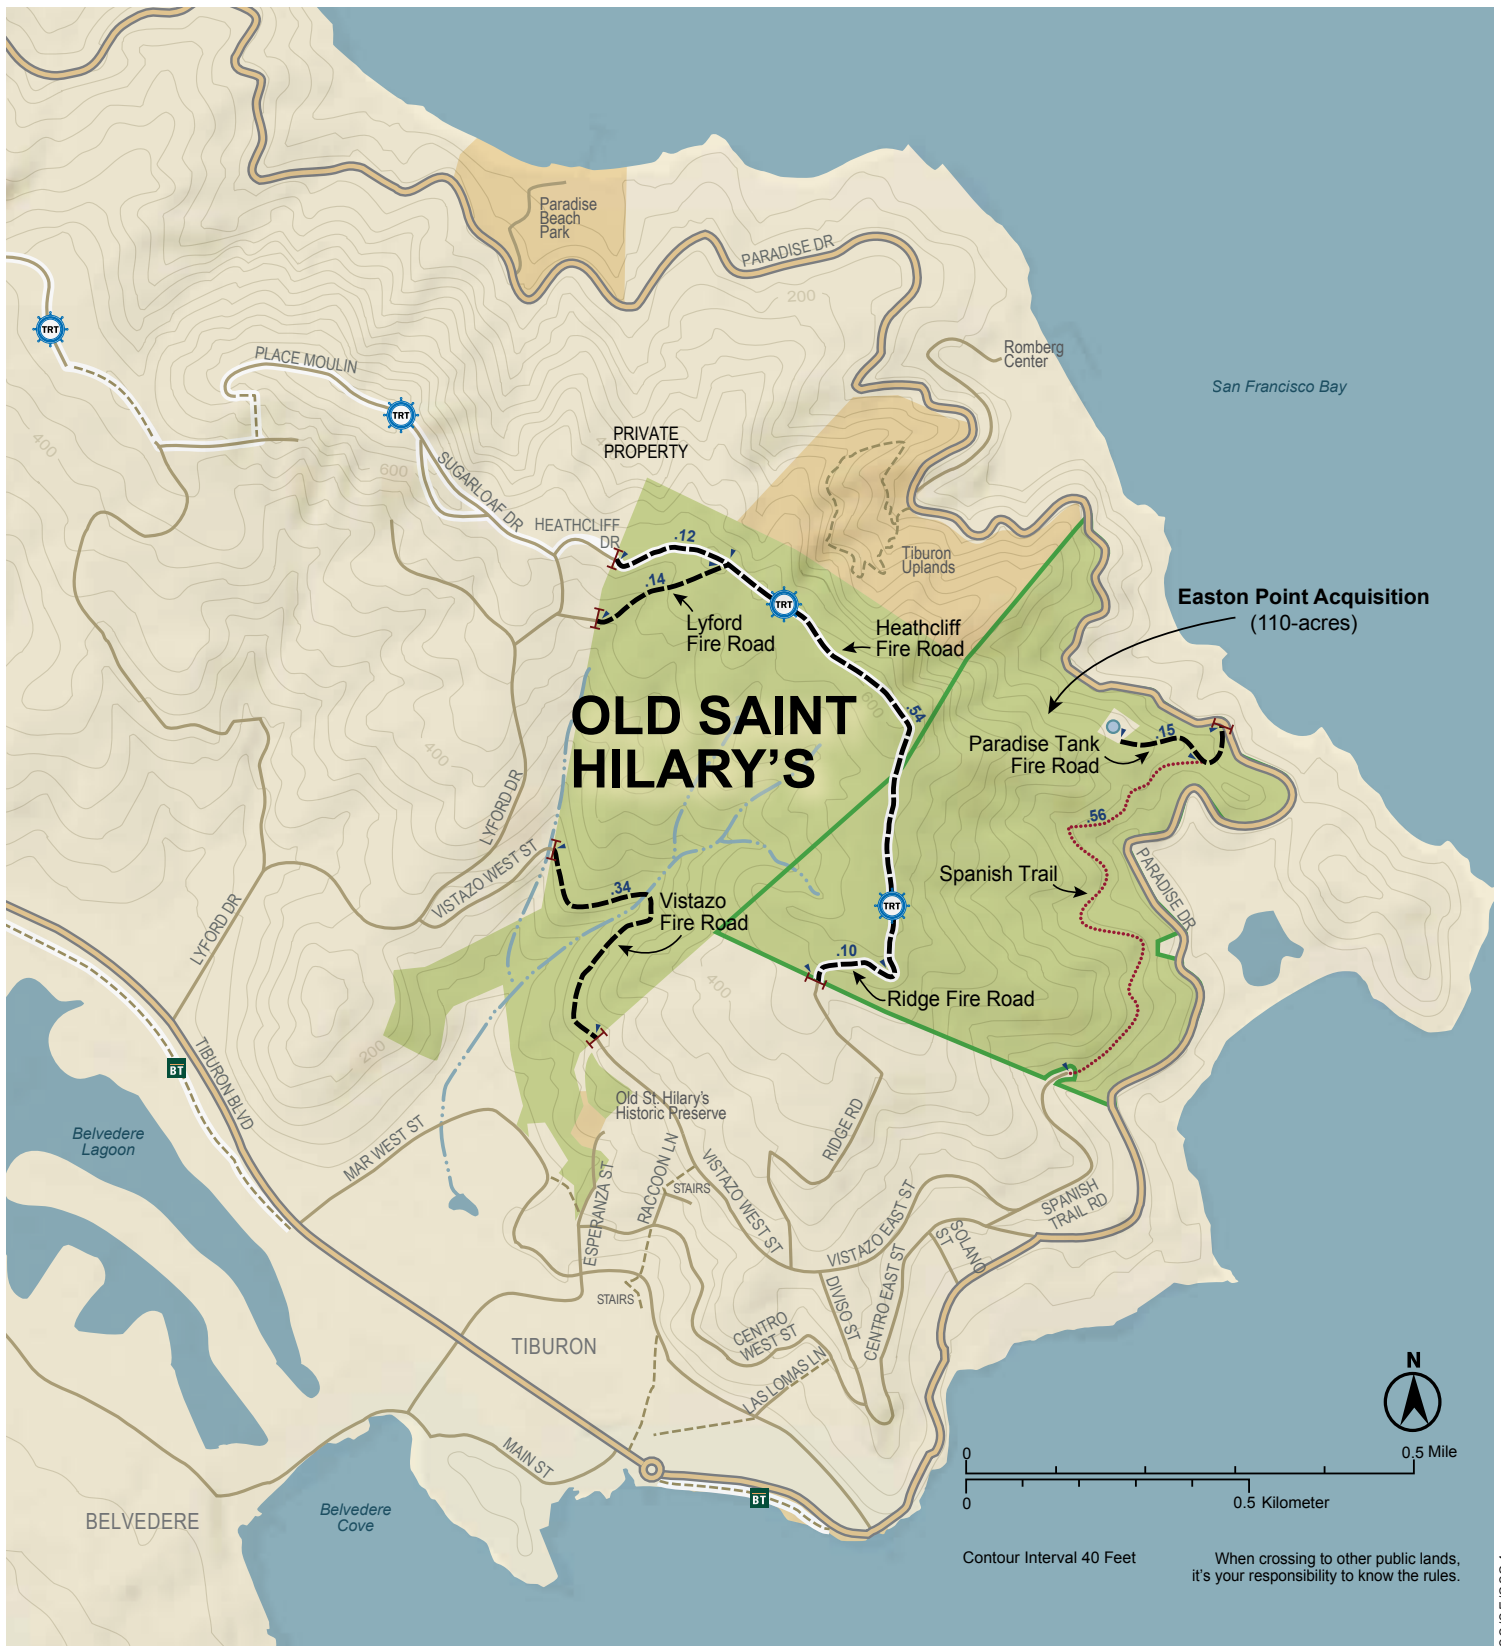 Paradise
Beach
Park
PARADISE DR
200
Romberg
Center
San Francisco Bay
TRT
PLACE MOULIN
TRT
400
600
SUGARLOAF DR
PRIVATE
PROPERTY
HEATHCLIFF
DR
.12
.14
Lyford
Fire Road
TRT
Tiburon
Uplands
Heathcliff
Fire Road
Easton Point Acquisition
(110-acres)
600
.54
OLD SAINT
HILARY'S
400
Paradise Tank
Fire Road
.15
.56
LYFORD DR
VISTAZO WEST ST
Spanish Trail
PARADISE DR
.34
Vistazo
Fire Road
TRT
LYFORD DR
.10
Ridge Fire Road
400
200
TIBURON BLVD
BT
Old St. Hilary's
Historic Preserve
Belvedere
Lagoon
MAR WEST ST
RIDGE RD
ESPERANZA ST
RACCOON LN
STAIRS
VISTAZO WEST ST
VISTAZO EAST ST
SPANISH
TRAIL RD
SOLANO
ST
STAIRS
DIVISO ST
CENTRO EAST ST
CENTRO
WEST ST
TIBURON
LAS LOMAS LN
MAIN ST
BT
BELVEDERE
Belvedere
Cove
N
0
0.5 Mile
0
0.5 Kilometer
Contour Interval 40 Feet
When crossing to other public lands,
it's your responsibility to know the rules.